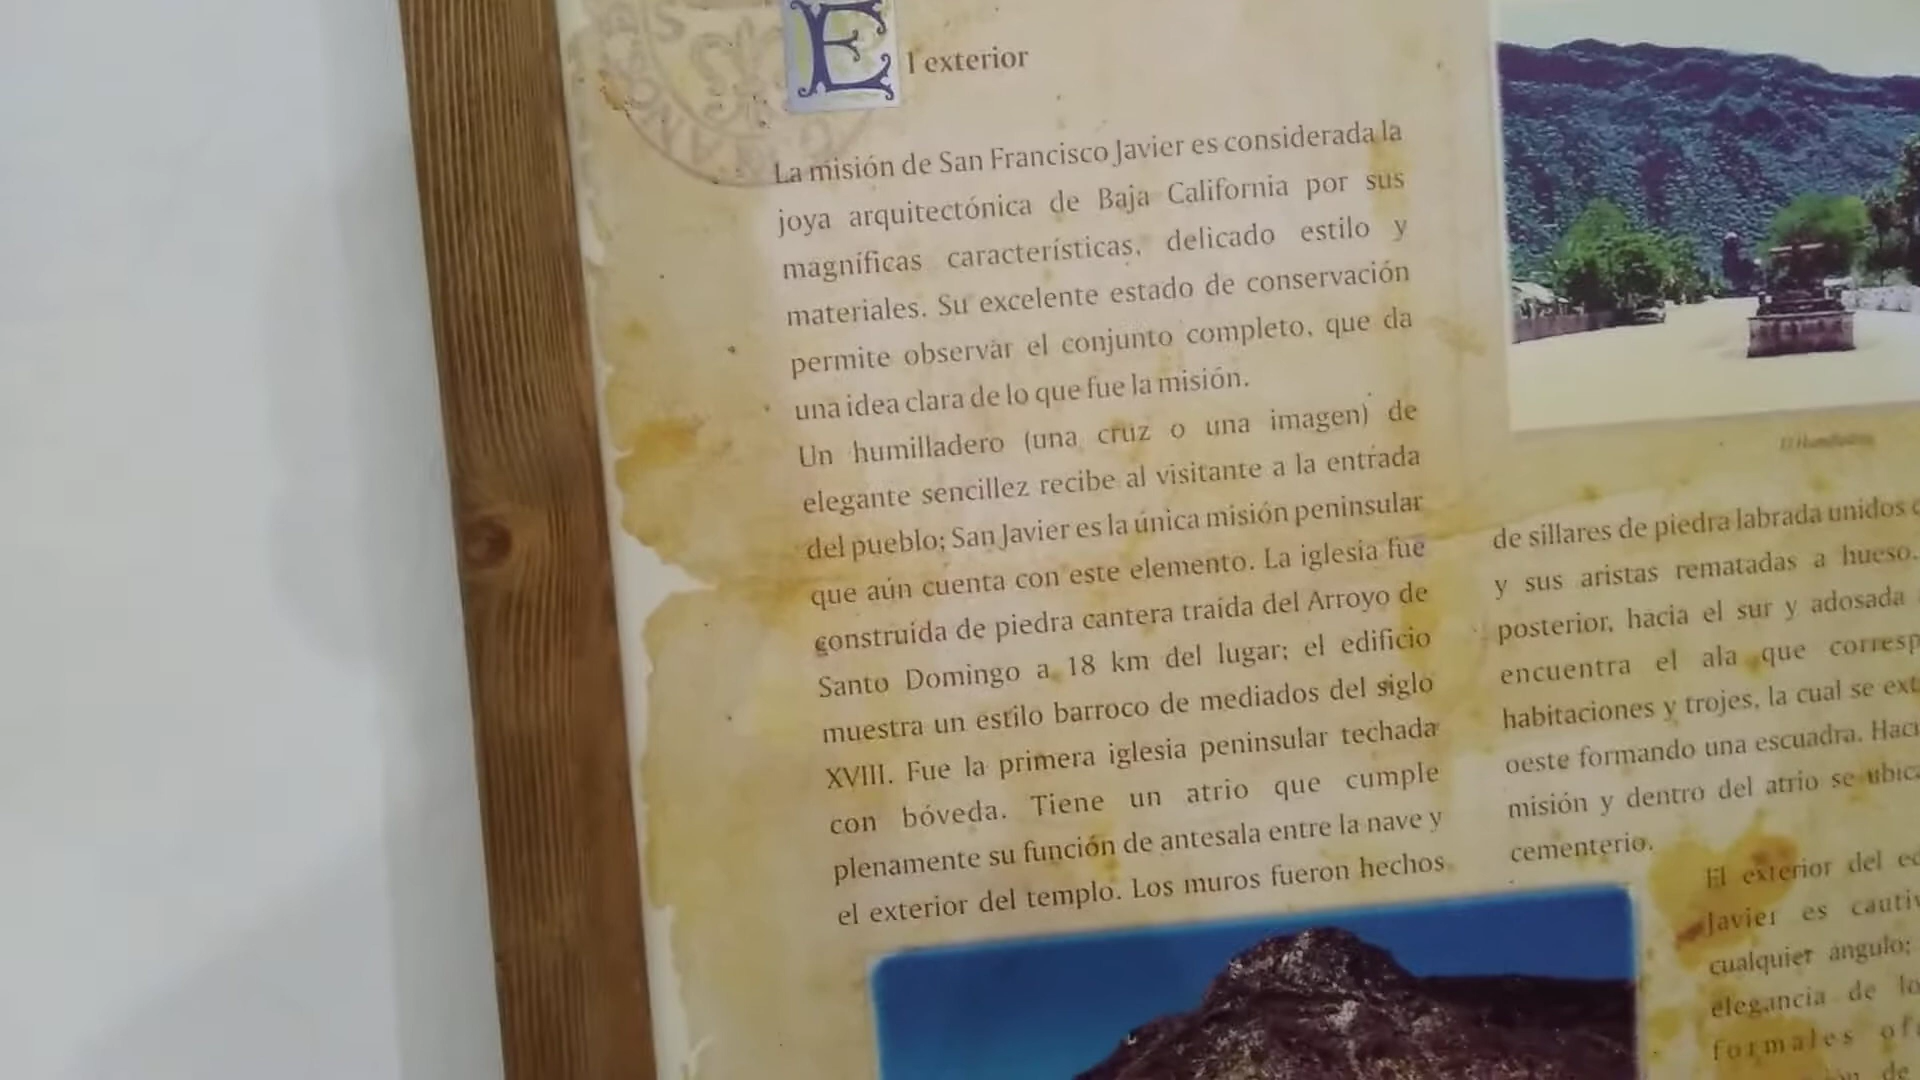 El exterior
La misión de San Francisco Javier es considerada la
joya arquitectónica de Baja California por sus
magníficas características, delicado estilo y
materiales. Su excelente estado de conservación
permite observar el conjunto completo, que da
una idea clara de lo que fue la misión.
Un humilladero (una cruz o una imagen) de
elegante sencillez recibe al visitante a la entrada
del pueblo; San Javier es la única misión peninsular
que aún cuenta con este elemento. La iglesia fue
construida de piedra cantera traída del Arroyo de
Santo Domingo a 18 km del lugar; el edificio
muestra un estilo barroco de mediados del siglo
XVIII. Fue la primera iglesia peninsular techada
con bóveda. Tiene un atrio que cumple
plenamente su función de antesala entre la nave y
el exterior del templo. Los muros fueron hechos
El Humilladero
de sillares de piedra labrada unidos
y sus aristas rematadas a hueso.
posterior, hacia el sur y adosada
encuentra el ala que
habitaciones y trojes, la cual se
oeste formando una escuadra.
misión y dentro del atrio se
cementerio.
El exterior del
Javier es
cualquier ángulo;
elegancia de
formales
de